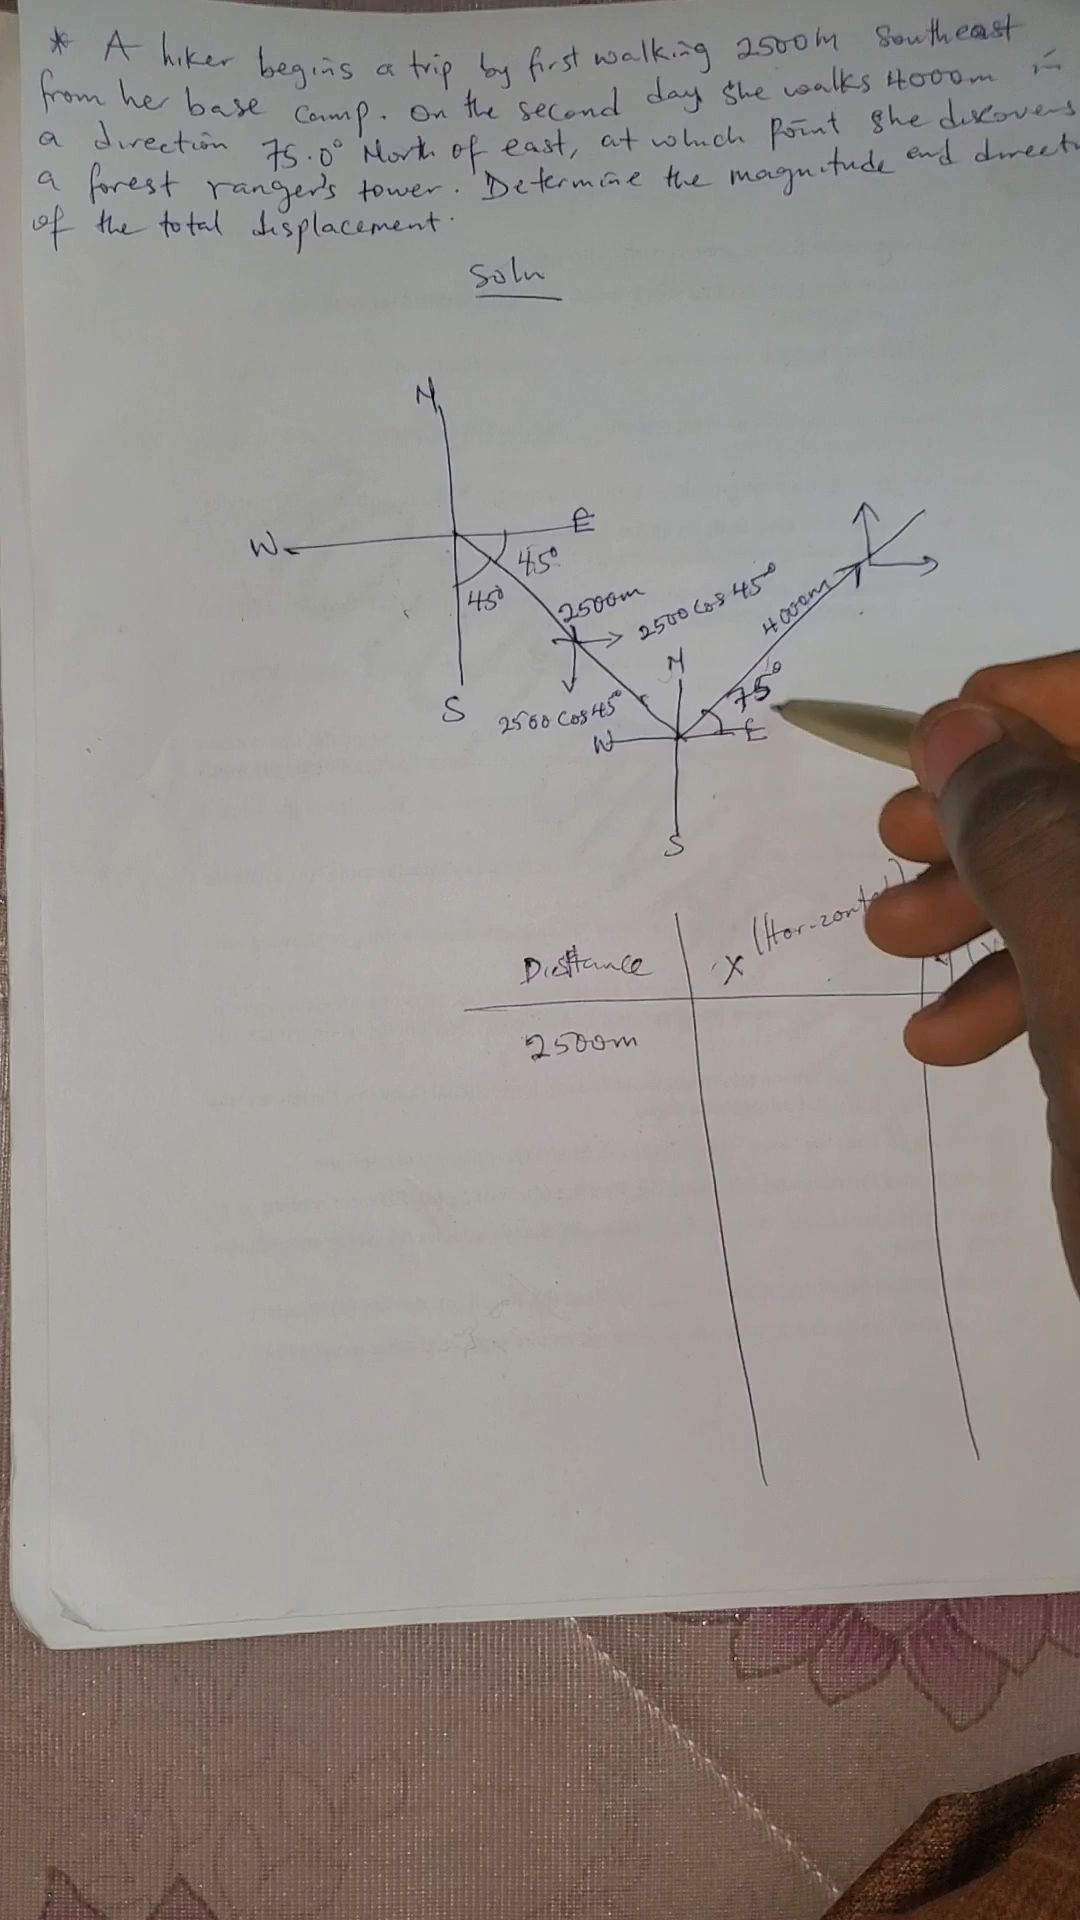 * A hiker begins a trip by first walking 2500m Southeast
from her base camp. On the second day she walks 4000m in
a direction 75.0° North of east, at which point she discovers
a forest ranger's tower. Determine the magnitude and direct
of the total displacement.
Soln
N
W
E
45°
45°
2500m
2500 Cos 45°
4000m
N
S
2500 Cos 45°
75°
W
E
S
Distance
X (Horizontal)
Y (V
2500m